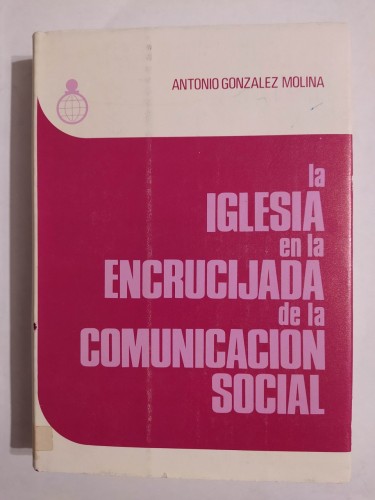 ANTONIO GONZALEZ MOLINA
la
IGLESIA
en la
ENCRUCIJADA
de la
COMUNICACION
SOCIAL